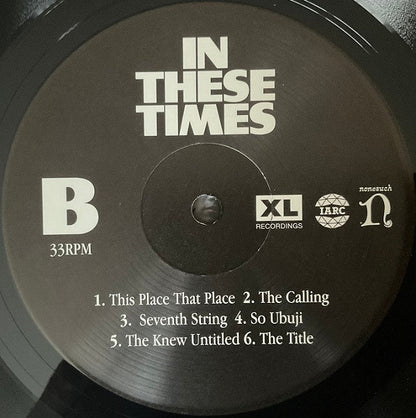 IN
THESE
TIMES
B
33RPM
XL
RECORDINGS
IARC
nonesuch
n
1. This Place That Place 2. The Calling
3. Seventh String 4. So Ubuji
5. The Knew Untitled 6. The Title